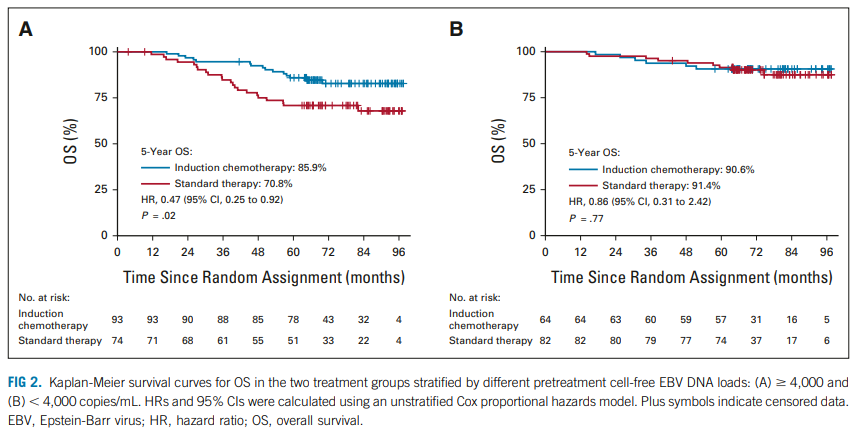 A
100
75
50
25
0
OS (%)
5-Year OS:
Induction chemotherapy: 85.9%
Standard therapy: 70.8%
HR, 0.47 (95% CI, 0.25 to 0.92)
P = .02
0 12 24 36 48 60 72 84 96
Time Since Random Assignment (months)
No. at risk:
Induction
chemotherapy 93 93 90 88 85 78 43 32 4
Standard therapy 74 71 68 61 55 51 33 22 4
B
100
75
50
25
0
OS (%)
5-Year OS:
Induction chemotherapy: 90.6%
Standard therapy: 91.4%
HR, 0.86 (95% CI, 0.31 to 2.42)
P = .77
0 12 24 36 48 60 72 84 96
Time Since Random Assignment (months)
No. at risk:
Induction
chemotherapy 64 64 63 60 59 57 31 16 5
Standard therapy 82 82 80 79 77 74 37 17 6
FIG 2. Kaplan-Meier survival curves for OS in the two treatment groups stratified by different pretreatment cell-free EBV DNA loads: (A) ≥ 4,000 and
(B) < 4,000 copies/mL. HRs and 95% CIs were calculated using an unstratified Cox proportional hazards model. Plus symbols indicate censored data.
EBV, Epstein-Barr virus; HR, hazard ratio; OS, overall survival.